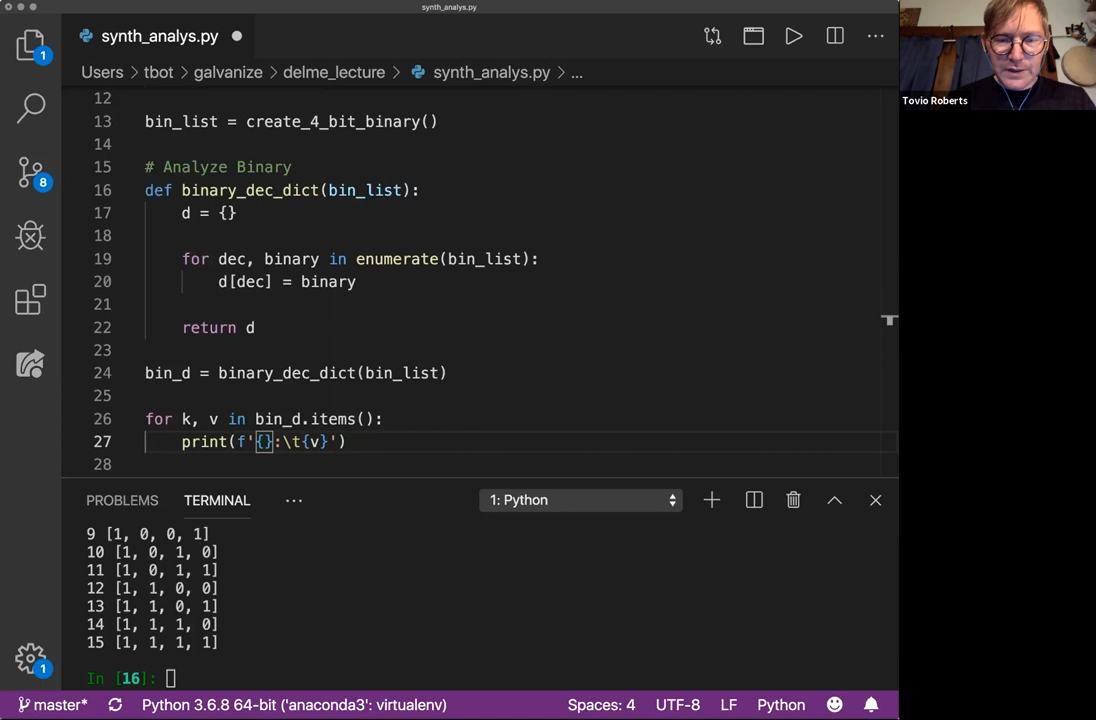 synth_analys.py
synth_analys.py
Users > tbot > galvanize > delme_lecture > synth_analys.py > ...
12
13 bin_list = create_4_bit_binary()
14
15 # Analyze Binary
16 def binary_dec_dict(bin_list):
17 d = {}
18
19 for dec, binary in enumerate(bin_list):
20 d[dec] = binary
21
22 return d
23
24 bin_d = binary_dec_dict(bin_list)
25
26 for k, v in bin_d.items():
27 print(f'{}:\t{v}')
28
1
8
1
PROBLEMS TERMINAL ... 1: Python
9 [1, 0, 0, 1]
10 [1, 0, 1, 0]
11 [1, 0, 1, 1]
12 [1, 1, 0, 0]
13 [1, 1, 0, 1]
14 [1, 1, 1, 0]
15 [1, 1, 1, 1]
In [16]:
master* Python 3.6.8 64-bit ('anaconda3': virtualenv) Spaces: 4 UTF-8 LF Python
Tovio Roberts